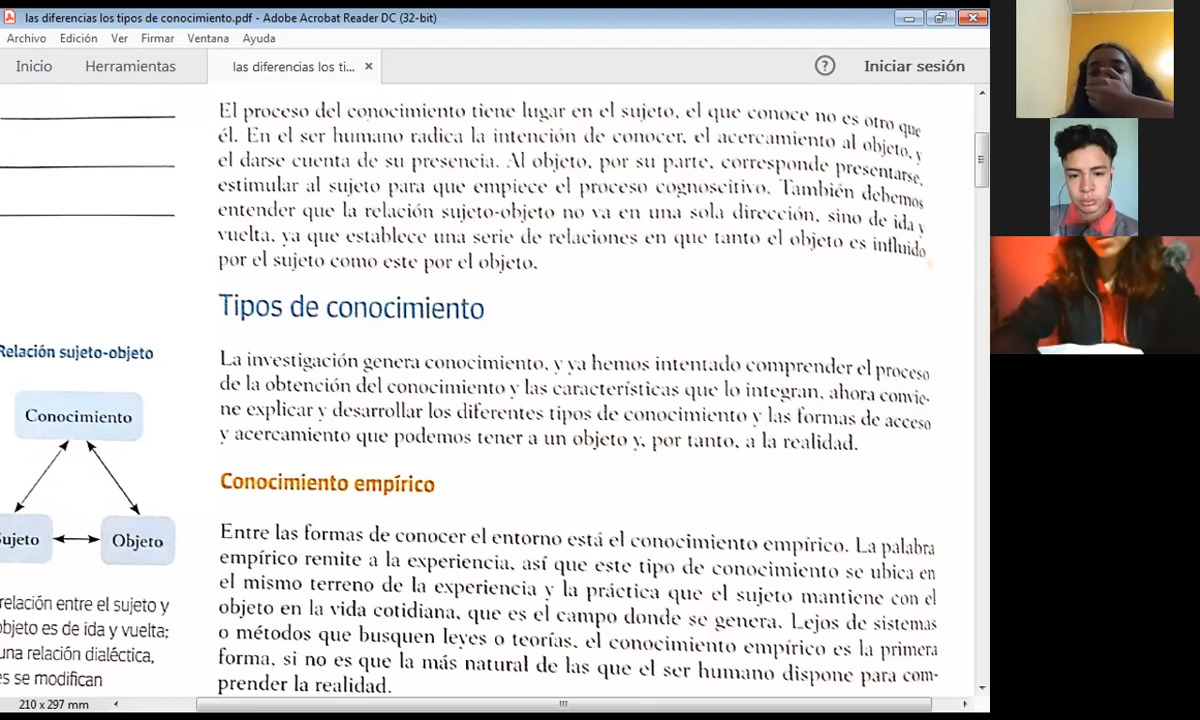 las diferencias los tipos de conocimiento.pdf - Adobe Acrobat Reader DC (32-bit)
Archivo Edición Ver Firmar Ventana Ayuda
Inicio Herramientas las diferencias los ti... × ? Iniciar sesión
El proceso del conocimiento tiene lugar en el sujeto, el que conoce no es otro que
él. En el ser humano radica la intención de conocer, el acercamiento al objeto, y
el darse cuenta de su presencia. Al objeto, por su parte, corresponde presentarse,
estimular al sujeto para que empiece el proceso cognoscitivo. También debemos
entender que la relación sujeto-objeto no va en una sola dirección, sino de ida y
vuelta, ya que establece una serie de relaciones en que tanto el objeto es influido
por el sujeto como este por el objeto.
Tipos de conocimiento
La investigación genera conocimiento, y ya hemos intentado comprender el proceso
de la obtención del conocimiento y las características que lo integran, ahora convie-
ne explicar y desarrollar los diferentes tipos de conocimiento y las formas de acceso
y acercamiento que podemos tener a un objeto y, por tanto, a la realidad.
Conocimiento empírico
Entre las formas de conocer el entorno está el conocimiento empírico. La palabra
empírico remite a la experiencia, así que este tipo de conocimiento se ubica en
el mismo terreno de la experiencia y la práctica que el sujeto mantiene con el
objeto en la vida cotidiana, que es el campo donde se genera. Lejos de sistemas
o métodos que busquen leyes o teorías, el conocimiento empírico es la primera
forma, si no es que la más natural de las que el ser humano dispone para com-
prender la realidad.
Relación sujeto-objeto
Conocimiento
ujeto Objeto
relación entre el sujeto y
objeto es de ida y vuelta:
una relación dialéctica,
es se modifican
210 x 297 mm